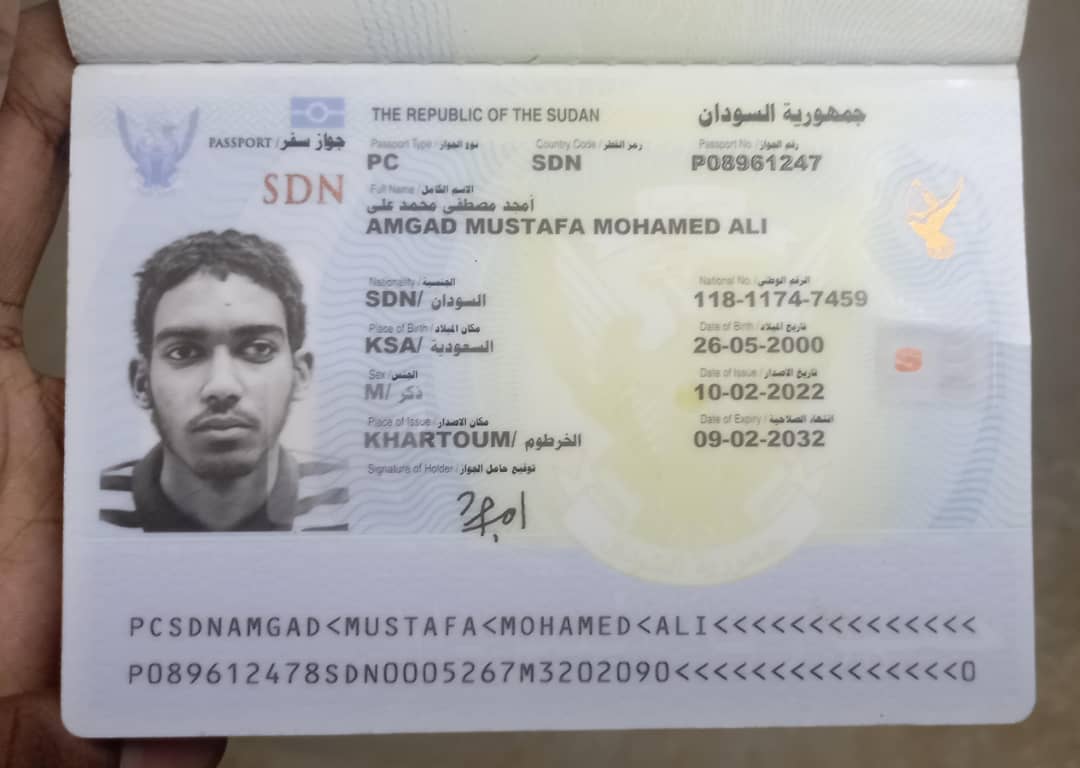 THE REPUBLIC OF THE SUDAN جمهورية السودان
PASSPORT / جواز سفر
SDN
Passport Type / نوع الجواز Country Code / رمز القطر Passport No. / رقم الجواز
PC SDN P08961247
Full Name / الاسم الكامل
أمجد مصطفى محمد على
AMGAD MUSTAFA MOHAMED ALI
Nationality / الجنسية National No. / الرقم الوطني
SDN/ السودان 118-1174-7459
Place of Birth / مكان الميلاد Date of Birth / تاريخ الميلاد
KSA/ السعودية 26-05-2000
Sex / الجنس Date of Issue / تاريخ الاصدار
M/ ذكر 10-02-2022
Place of Issue / مكان الاصدار Date of Expiry / انتهاء الصلاحية
KHARTOUM/ الخرطوم 09-02-2032
Signature of Holder / توقيع حامل الجواز
امجد
S
PCSDNAMGAD<MUSTAFA<MOHAMED<ALI<<<<<<<<<<<<<<
P089612478SDN0005267M3202090<<<<<<<<<<<<<<<0